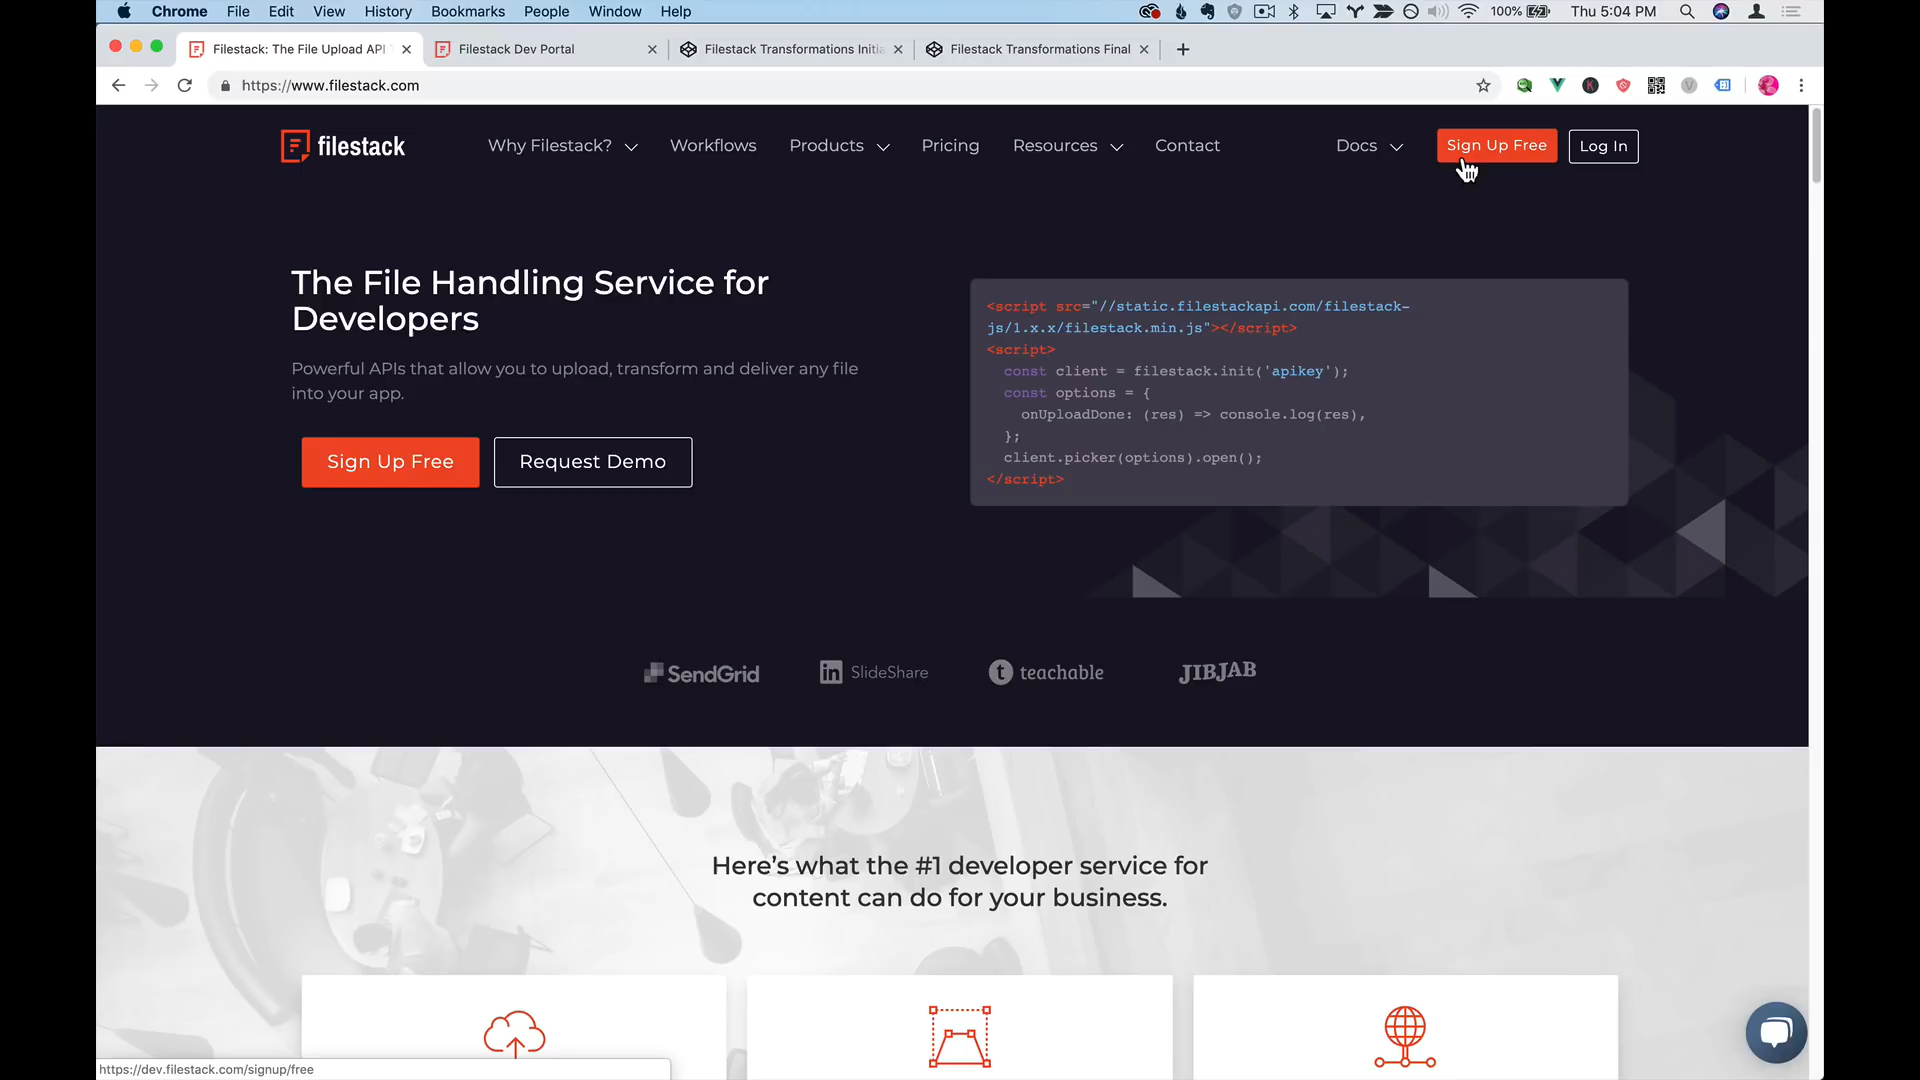 Chrome File Edit View History Bookmarks People Window Help 100% Thu 5:04 PM
Filestack: The File Upload API Filestack Dev Portal Filestack Transformations Initia Filestack Transformations Final
https://www.filestack.com
filestack Why Filestack? Workflows Products Pricing Resources Contact Docs Sign Up Free Log In
The File Handling Service for
Developers
Powerful APIs that allow you to upload, transform and deliver any file
into your app.
Sign Up Free Request Demo
<script src="//static.filestackapi.com/filestack-
js/1.x.x/filestack.min.js"></script>
<script>
const client = filestack.init('apikey');
const options = {
onUploadDone: (res) => console.log(res),
};
client.picker(options).open();
</script>
SendGrid in SlideShare t teachable JIBJAB
Here's what the #1 developer service for
content can do for your business.
https://dev.filestack.com/signup/free